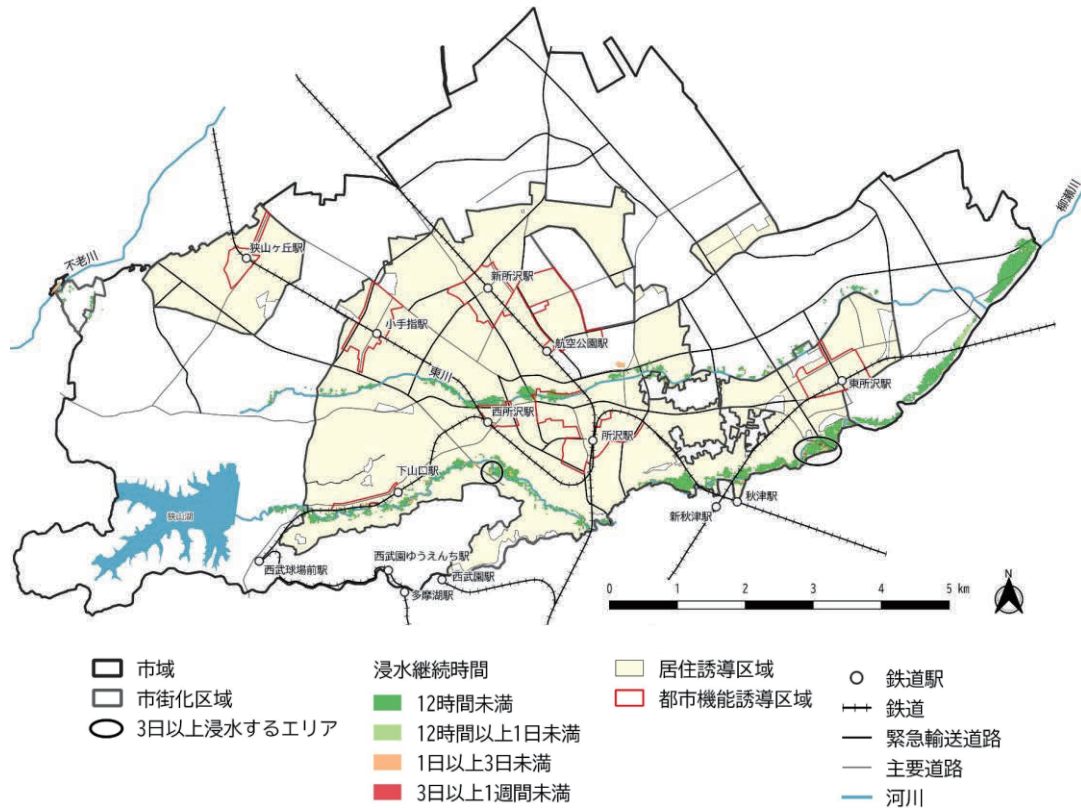 柳瀬川
不老川
狭山ヶ丘駅
新所沢駅
小手指駅
航空公園駅
東川
東所沢駅
西所沢駅
所沢駅
下山口駅
秋津駅
新秋津駅
狭山湖
西武園ゆうえんち駅
西武球場前駅
西武園駅
多摩湖駅
N
0 1 2 3 4 5 km
市域
市街化区域
3日以上浸水するエリア
浸水継続時間
12時間未満
12時間以上1日未満
1日以上3日未満
3日以上1週間未満
居住誘導区域
都市機能誘導区域
鉄道駅
鉄道
緊急輸送道路
主要道路
河川